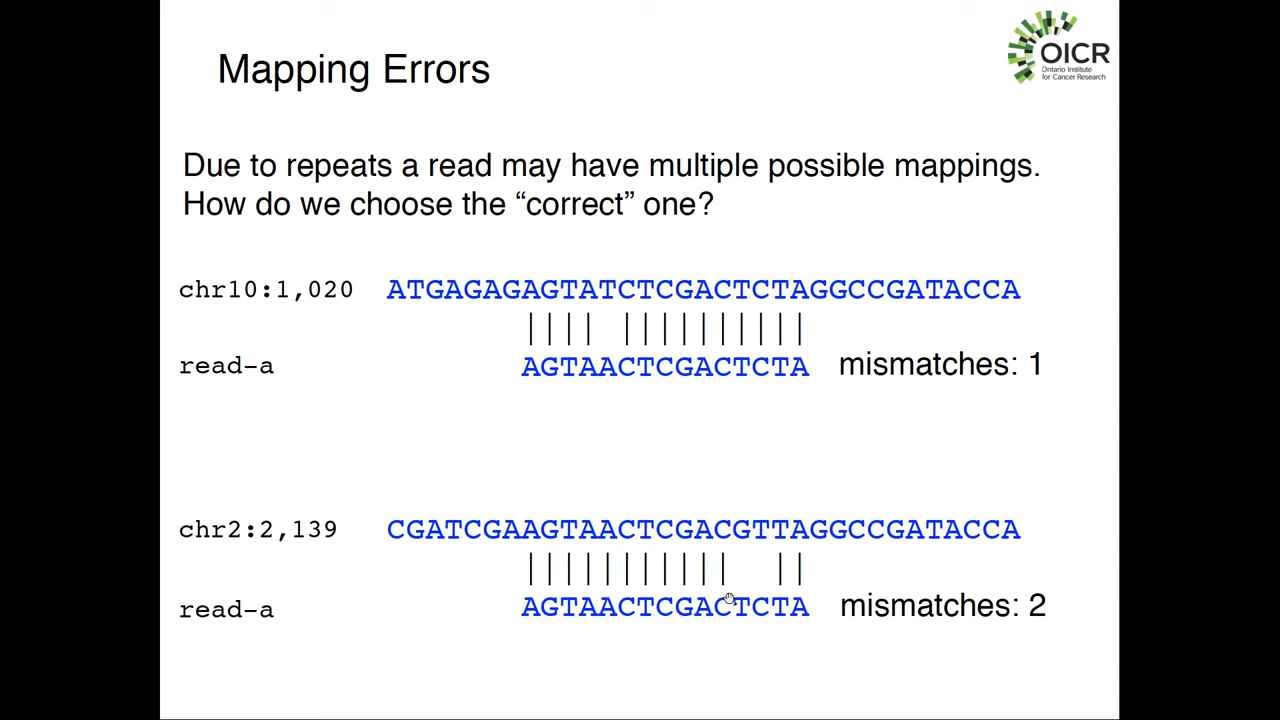 OICR
Ontario Institute
for Cancer Research
Mapping Errors
Due to repeats a read may have multiple possible mappings.
How do we choose the “correct” one?
chr10:1,020 ATGAGAGAGTATCTCGACTCTAGGCCGATACCA
|||| ||||||||||
read-a AGTAACTCGACTCTA mismatches: 1
chr2:2,139 CGATCGAAGTAACTCGACGTTAGGCCGATACCA
||||||||||| ||
read-a AGTAACTCGACTCTA mismatches: 2